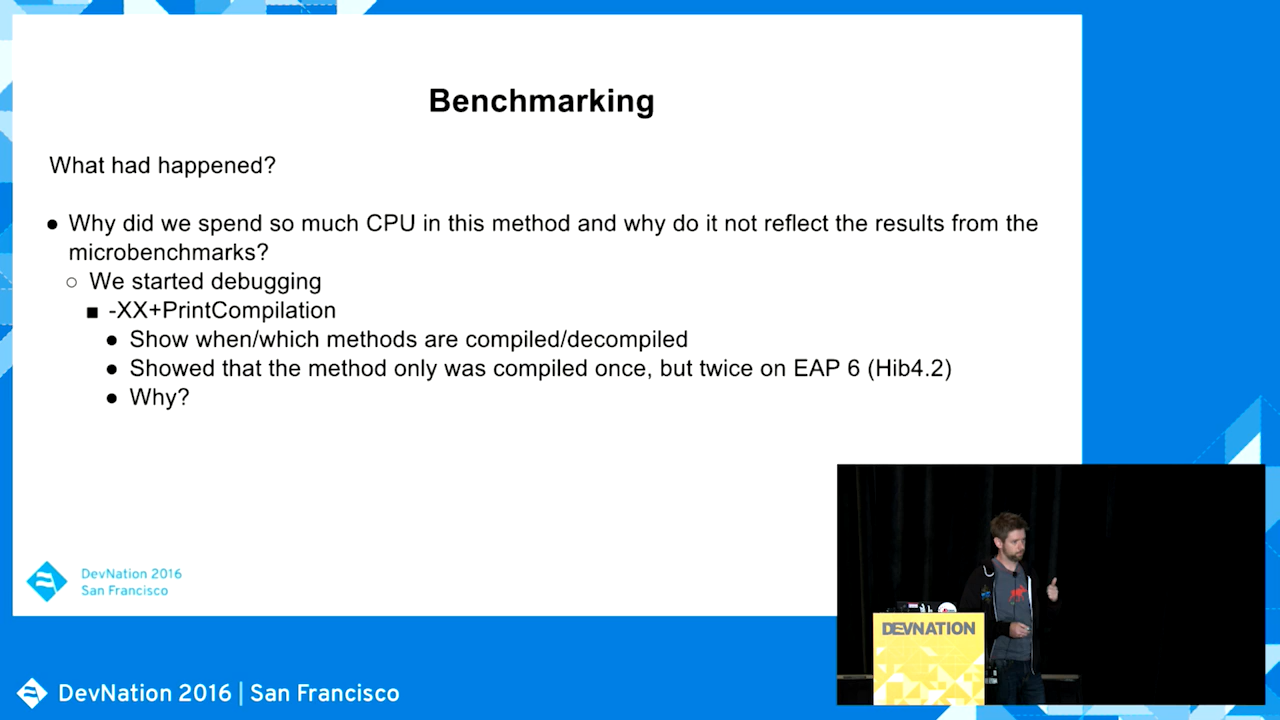 Benchmarking
What had happened?
● Why did we spend so much CPU in this method and why do it not reflect the results from the
microbenchmarks?
○ We started debugging
■ -XX+PrintCompilation
● Show when/which methods are compiled/decompiled
● Showed that the method only was compiled once, but twice on EAP 6 (Hib4.2)
● Why?
DevNation 2016
San Francisco
DEVNATION
DevNation 2016 | San Francisco